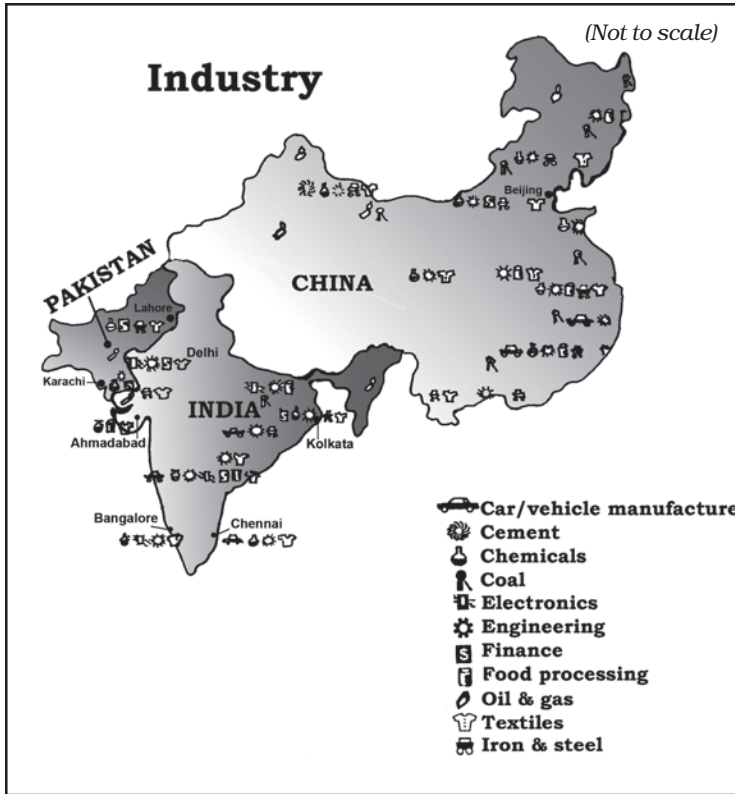 (Not to scale)
Industry
Beijing
CHINA
PAKISTAN
Lahore
Delhi
Karachi
INDIA
Ahmadabad
Kolkata
Bangalore
Chennai
Car/vehicle manufacture
Cement
Chemicals
Coal
Electronics
Engineering
Finance
Food processing
Oil & gas
Textiles
Iron & steel